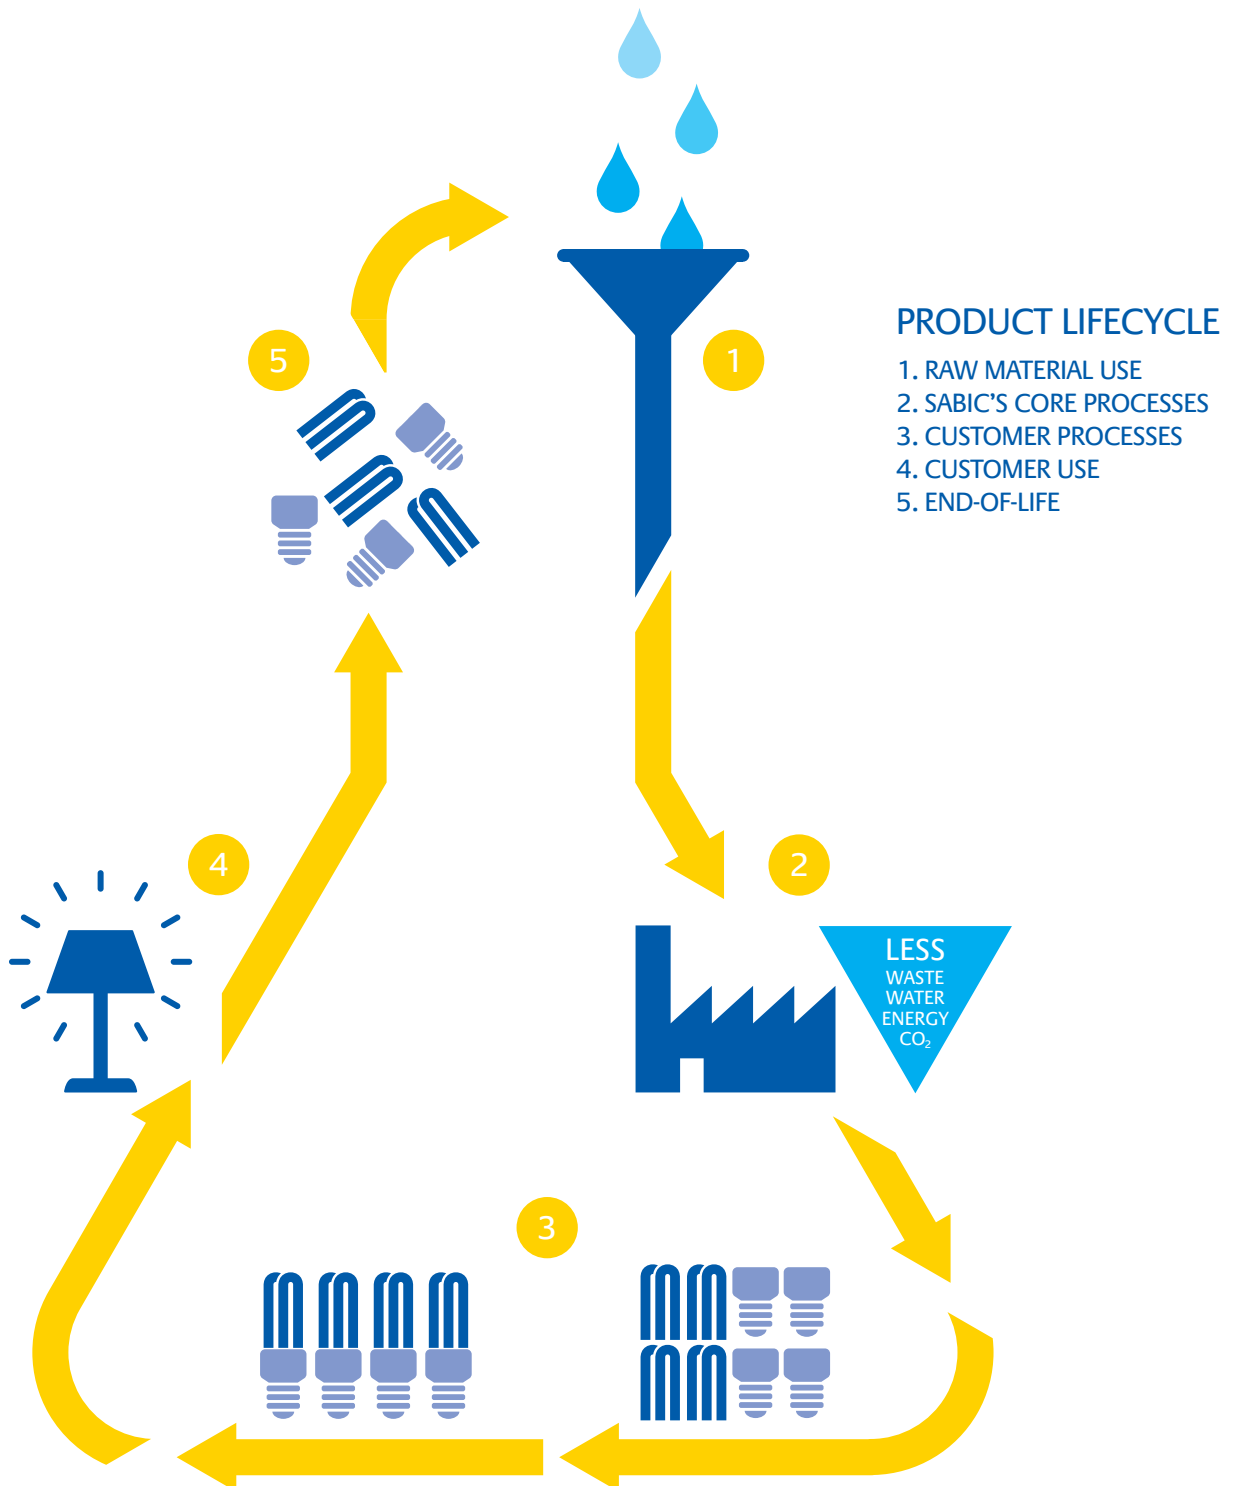 PRODUCT LIFECYCLE
1. RAW MATERIAL USE
2. SABIC’S CORE PROCESSES
3. CUSTOMER PROCESSES
4. CUSTOMER USE
5. END-OF-LIFE
5
1
4
2
LESS
WASTE
WATER
ENERGY
CO₂
3